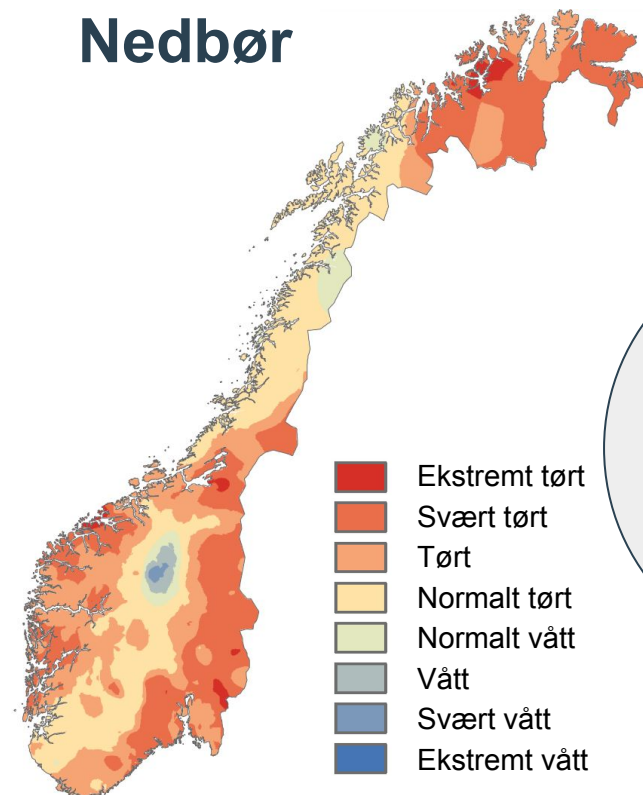 Nedbør
Ekstremt tørt
Svært tørt
Tørt
Normalt tørt
Normalt vått
Vått
Svært vått
Ekstremt vått